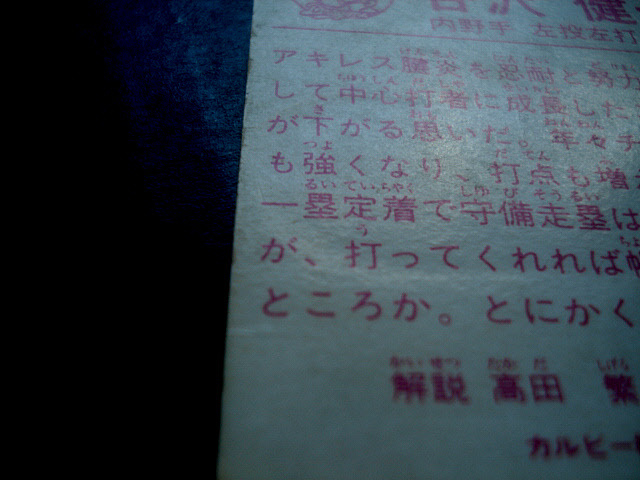 内野手 左投左打
アキレス腱炎を忍耐と努力
して中心打者に成長した
が下がる思いだ。年々チ
も強くなり、打点も増
一塁定着で守備走塁は
が、打ってくれれば
ところか。とにかく
解説 高田 繁
カルビー